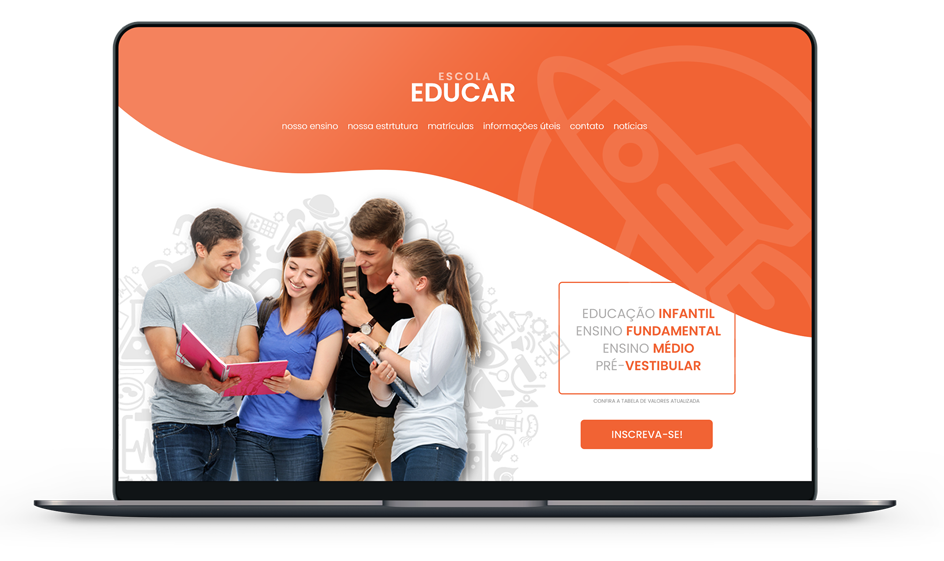 ESCOLA
EDUCAR
nosso ensino nossa estrtutura matrículas informações úteis contato notícias
EDUCAÇÃO INFANTIL
ENSINO FUNDAMENTAL
ENSINO MÉDIO
PRÉ-VESTIBULAR
CONFIRA A TABELA DE VALORES ATUALIZADA
INSCREVA-SE!